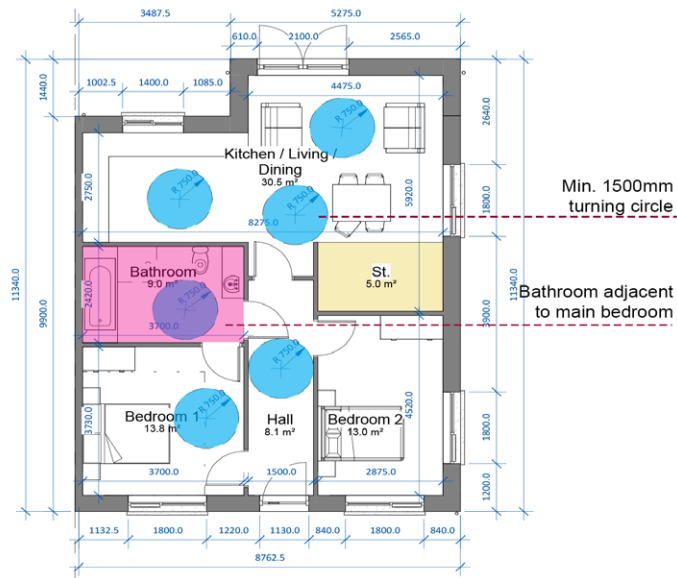 3487.5
5275.0
610.0
2100.0
2565.0
1002.5
1400.0
1085.0
4475.0
1440.0
2640.0
R 750.0
Kitchen / Living /
Dining
30.5 m²
2750.0
R 750.0
R 750.0
5920.0
1800.0
Min. 1500mm
turning circle
8275.0
11340.0
9900.0
Bathroom
9.0 m²
St.
5.0 m²
2420.0
R 750.0
3700.0
3900.0
11340.0
Bathroom adjacent
to main bedroom
R 750.0
R 750.0
3730.0
Bedroom 1
13.8 m²
Hall
8.1 m²
Bedroom 2
13.0 m²
4520.0
1800.0
3700.0
1500.0
2875.0
1200.0
1132.5
1800.0
1220.0
1130.0
840.0
1800.0
840.0
8762.5